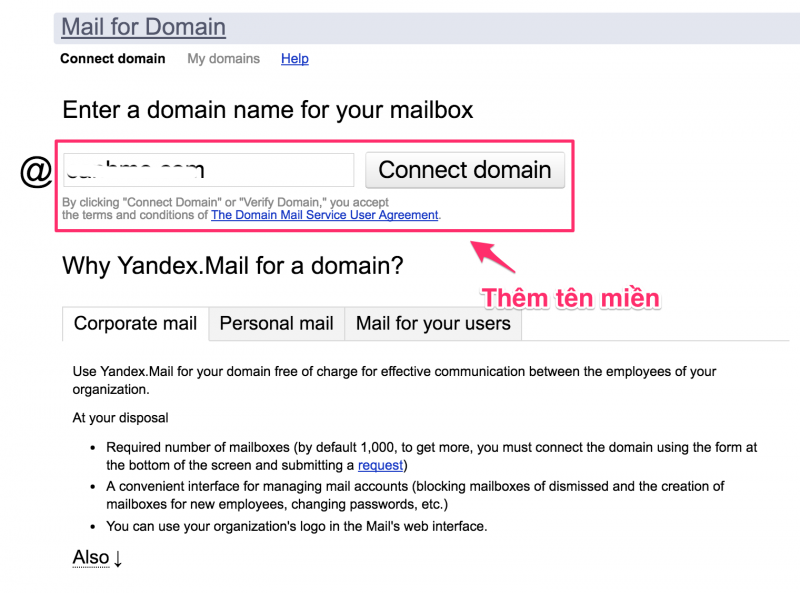 Mail for Domain
Connect domain My domains Help
Enter a domain name for your mailbox
@ Connect domain
By clicking "Connect Domain" or "Verify Domain," you accept
the terms and conditions of The Domain Mail Service User Agreement.
Why Yandex.Mail for a domain?
Thêm tên miền
Corporate mail Personal mail Mail for your users
Use Yandex.Mail for your domain free of charge for effective communication between the employees of your
organization.
At your disposal
• Required number of mailboxes (by default 1,000, to get more, you must connect the domain using the form at
the bottom of the screen and submitting a request)
• A convenient interface for managing mail accounts (blocking mailboxes of dismissed and the creation of
mailboxes for new employees, changing passwords, etc.)
• You can use your organization's logo in the Mail's web interface.
Also ↓